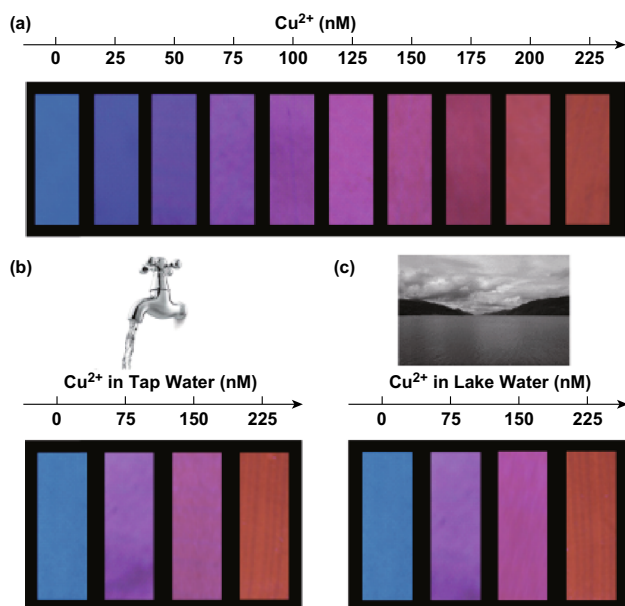 (a)
Cu²⁺ (nM)
0 25 50 75 100 125 150 175 200 225
(b)
(c)
Cu²⁺ in Tap Water (nM)
0 75 150 225
Cu²⁺ in Lake Water (nM)
0 75 150 225